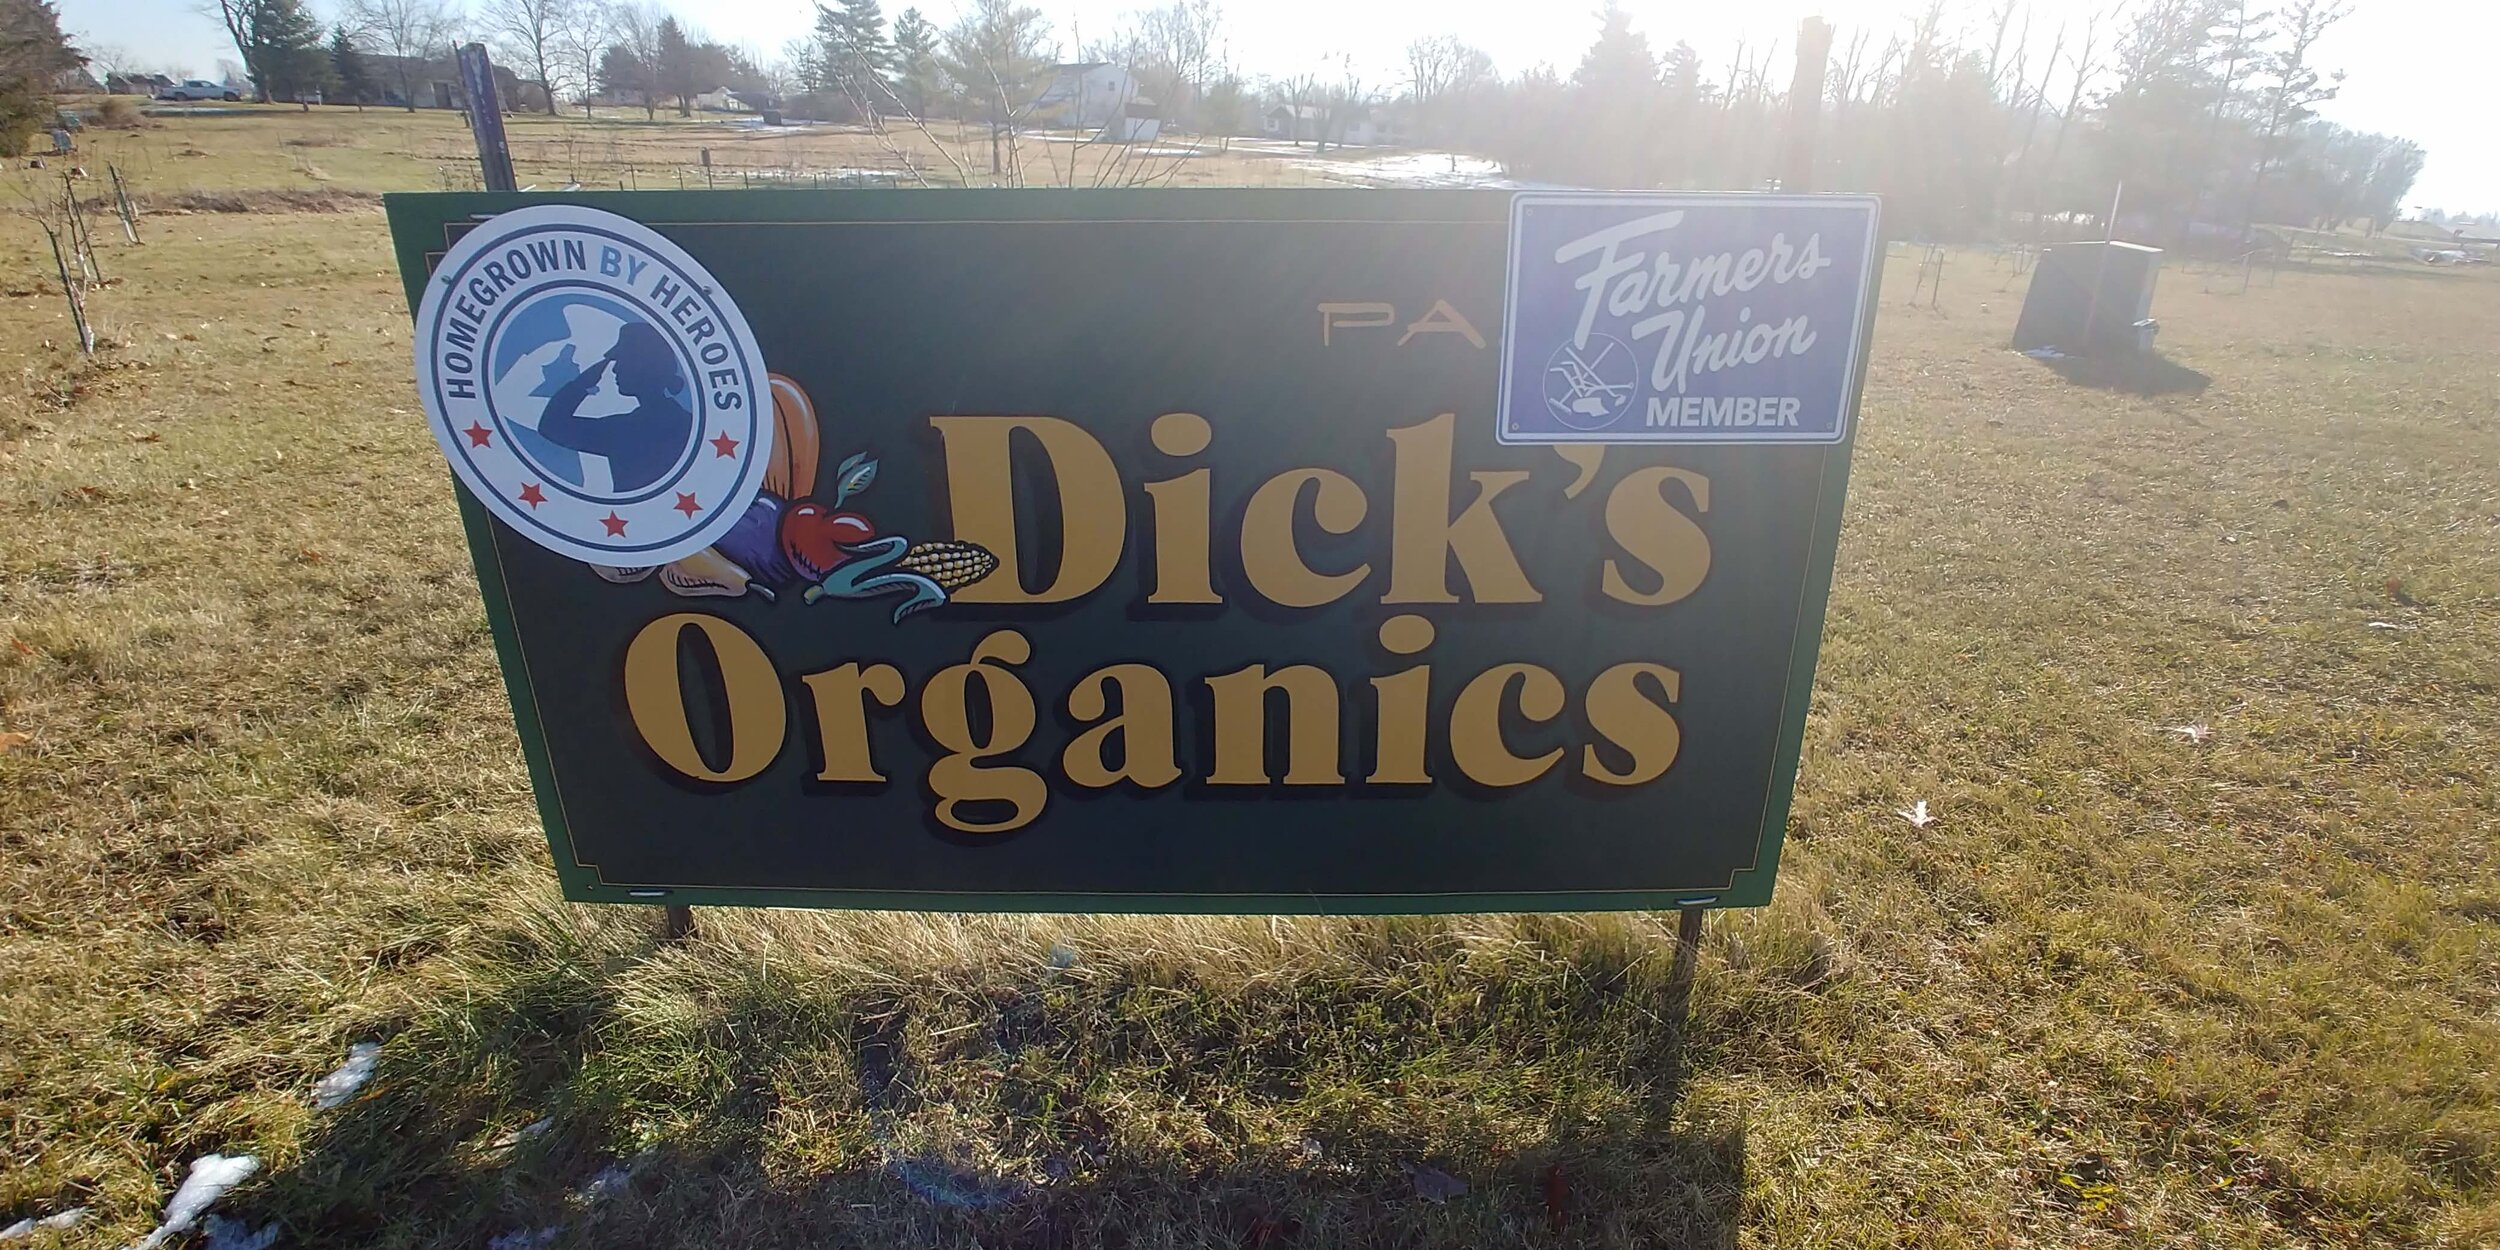 HOMEGROWN BY HEROES
Farmers
Union
MEMBER
PA
Dick's
Organics